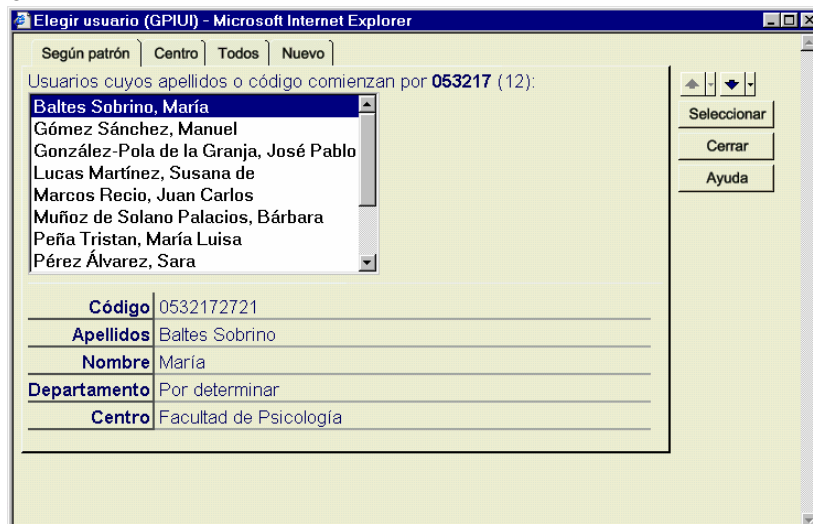 Elegir usuario (GPIUI) - Microsoft Internet Explorer
Según patrón Centro Todos Nuevo
Usuarios cuyos apellidos o código comienzan por 053217 (12):
Baltes Sobrino, María
Gómez Sánchez, Manuel
González-Pola de la Granja, José Pablo
Lucas Martínez, Susana de
Marcos Recio, Juan Carlos
Muñoz de Solano Palacios, Bárbara
Peña Tristan, María Luisa
Pérez Álvarez, Sara
Seleccionar
Cerrar
Ayuda
Código 0532172721
Apellidos Baltes Sobrino
Nombre María
Departamento Por determinar
Centro Facultad de Psicología